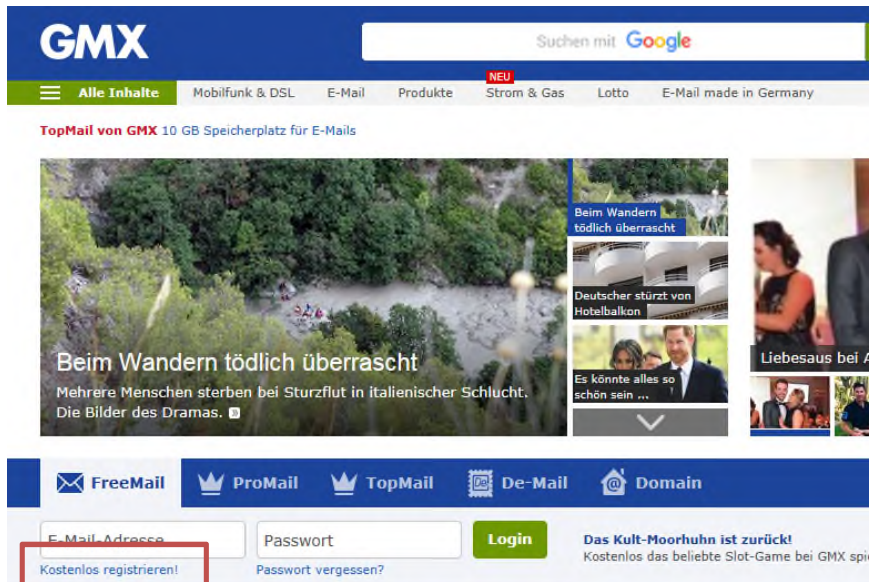 GMX
Suchen mit Google
NEU
Alle Inhalte Mobilfunk & DSL E-Mail Produkte Strom & Gas Lotto E-Mail made in Germany
TopMail von GMX 10 GB Speicherplatz für E-Mails
Beim Wandern tödlich überrascht
Mehrere Menschen sterben bei Sturzflut in italienischer Schlucht.
Die Bilder des Dramas.
Beim Wandern
tödlich überrascht
Deutscher stürzt von
Hotelbalkon
Es könnte alles so
schön sein ...
Liebesaus bei A
FreeMail ProMail TopMail De-Mail Domain
E-Mail-Adresse Passwort Login
Kostenlos registrieren! Passwort vergessen?
Das Kult-Moorhuhn ist zurück!
Kostenlos das beliebte Slot-Game bei GMX spie